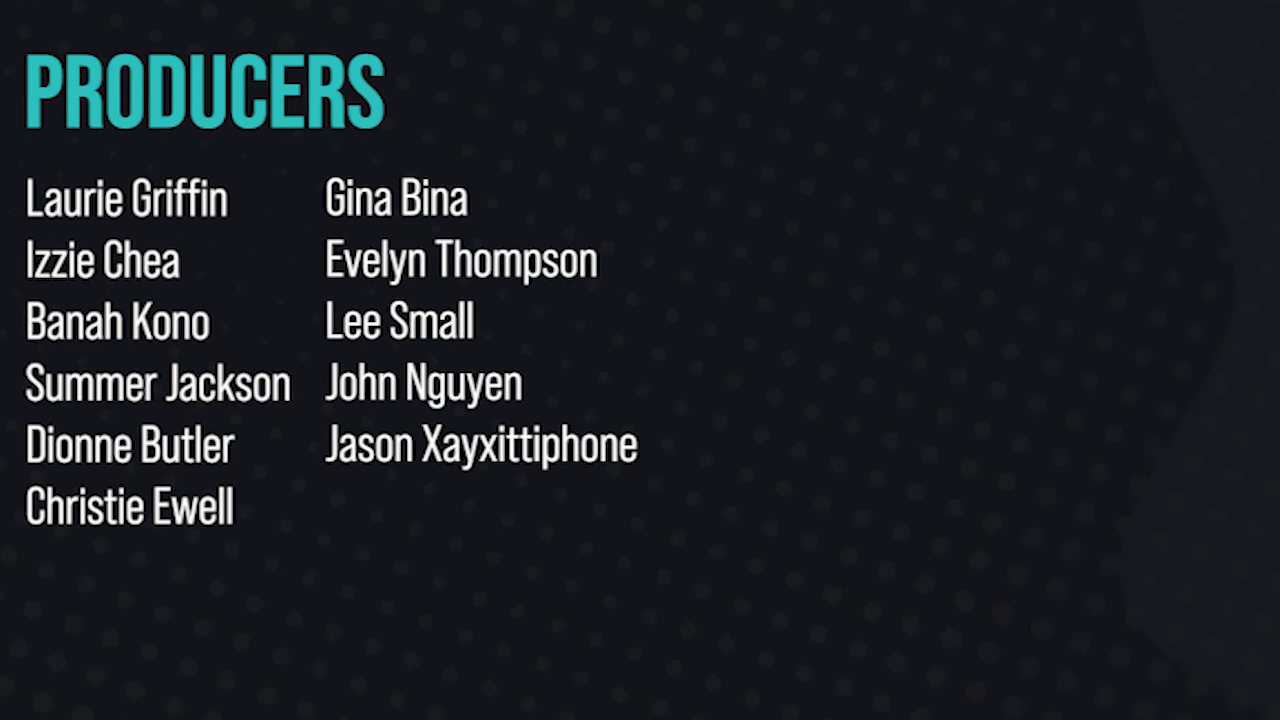 PRODUCERS
Laurie Griffin
Izzie Chea
Banah Kono
Summer Jackson
Dionne Butler
Christie Ewell
Gina Bina
Evelyn Thompson
Lee Small
John Nguyen
Jason Xayxittiphone